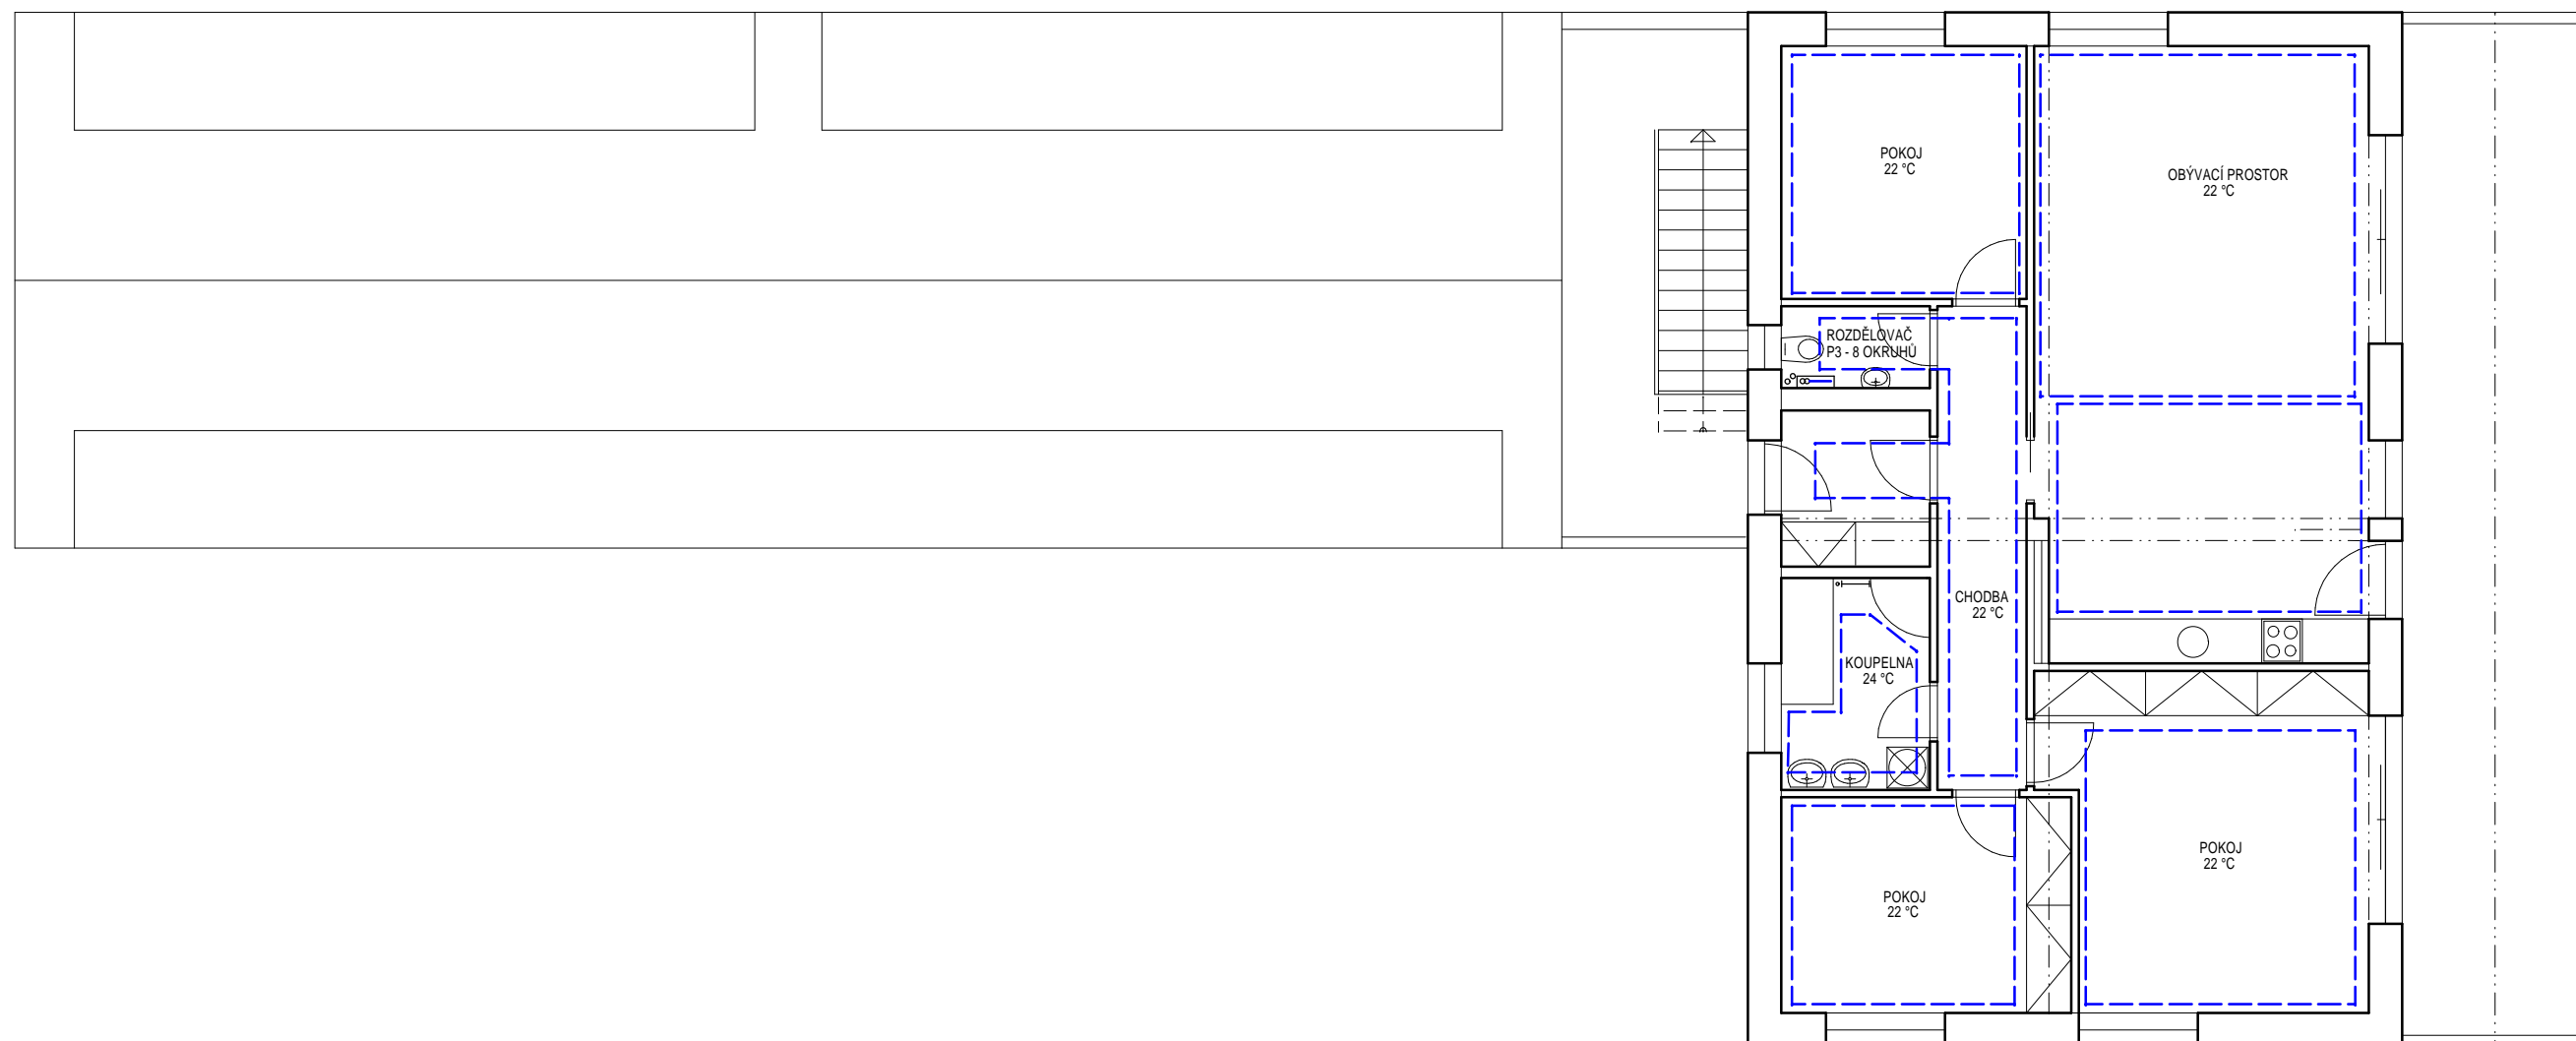 POKOJ
22 °C
OBÝVACÍ PROSTOR
22 °C
ROZDĚLOVAČ
P3 - 8 OKRUHŮ
CHODBA
22 °C
KOUPELNA
24 °C
POKOJ
22 °C
POKOJ
22 °C